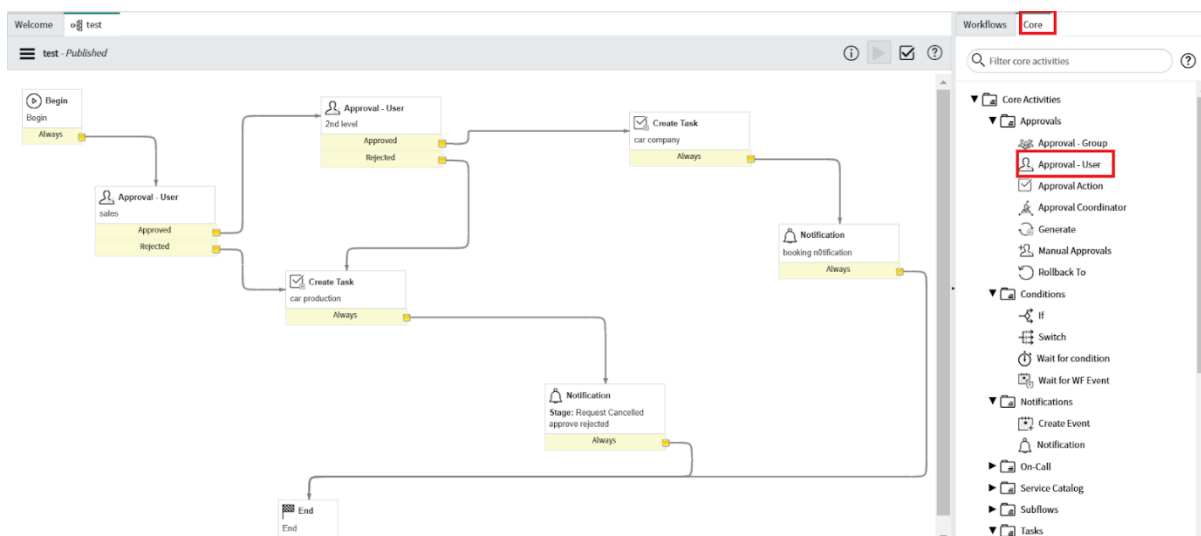 Welcome
test
Workflows
Core
test - Published
Filter core activities
Begin
Begin
Always
Approval - User
2nd level
Approved
Rejected
Create Task
car company
Always
Approval - User
sales
Approved
Rejected
Notification
booking n0tification
Always
Create Task
car production
Always
Notification
Stage: Request Cancelled
approve rejected
Always
End
End
Core Activities
Approvals
Approval - Group
Approval - User
Approval Action
Approval Coordinator
Generate
Manual Approvals
Rollback To
Conditions
If
Switch
Wait for condition
Wait for WF Event
Notifications
Create Event
Notification
On-Call
Service Catalog
Subflows
Tasks